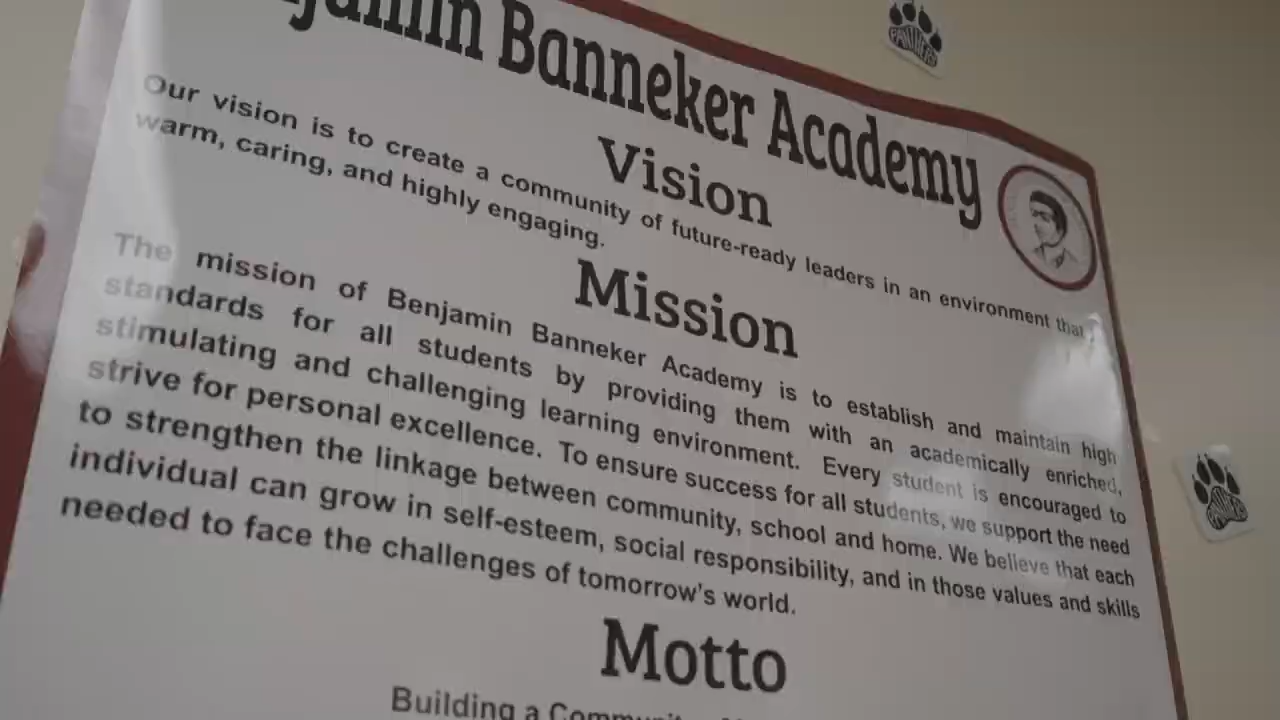 Benjamin Banneker Academy
Vision
Our vision is to create a community of future-ready leaders in an environment that
warm, caring, and highly engaging.
Mission
The mission of Benjamin Banneker Academy is to establish and maintain high
standards for all students by providing them with an academically enriched,
stimulating and challenging learning environment. Every student is encouraged to
strive for personal excellence. To ensure success for all students, we support the need
to strengthen the linkage between community, school and home. We believe that each
individual can grow in self-esteem, social responsibility, and in those values and skills
needed to face the challenges of tomorrow's world.
Motto
Building a Community
PANTHERS
PANTHERS